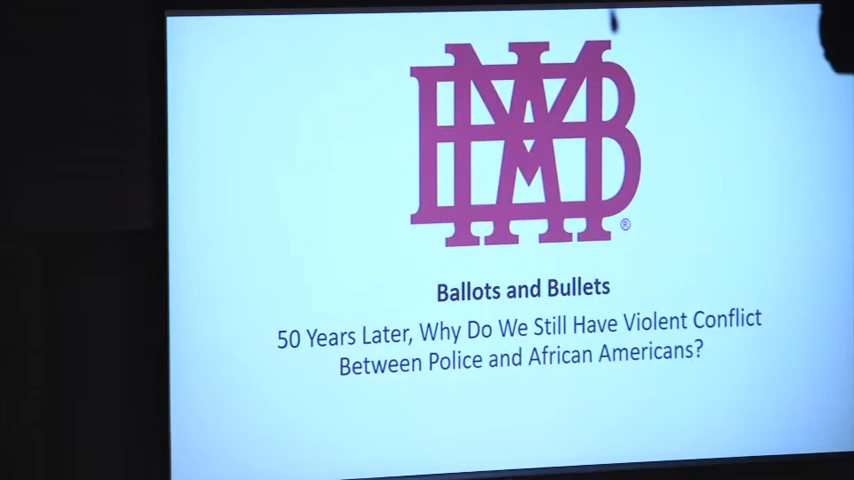 ®
Ballots and Bullets
50 Years Later, Why Do We Still Have Violent Conflict
Between Police and African Americans?